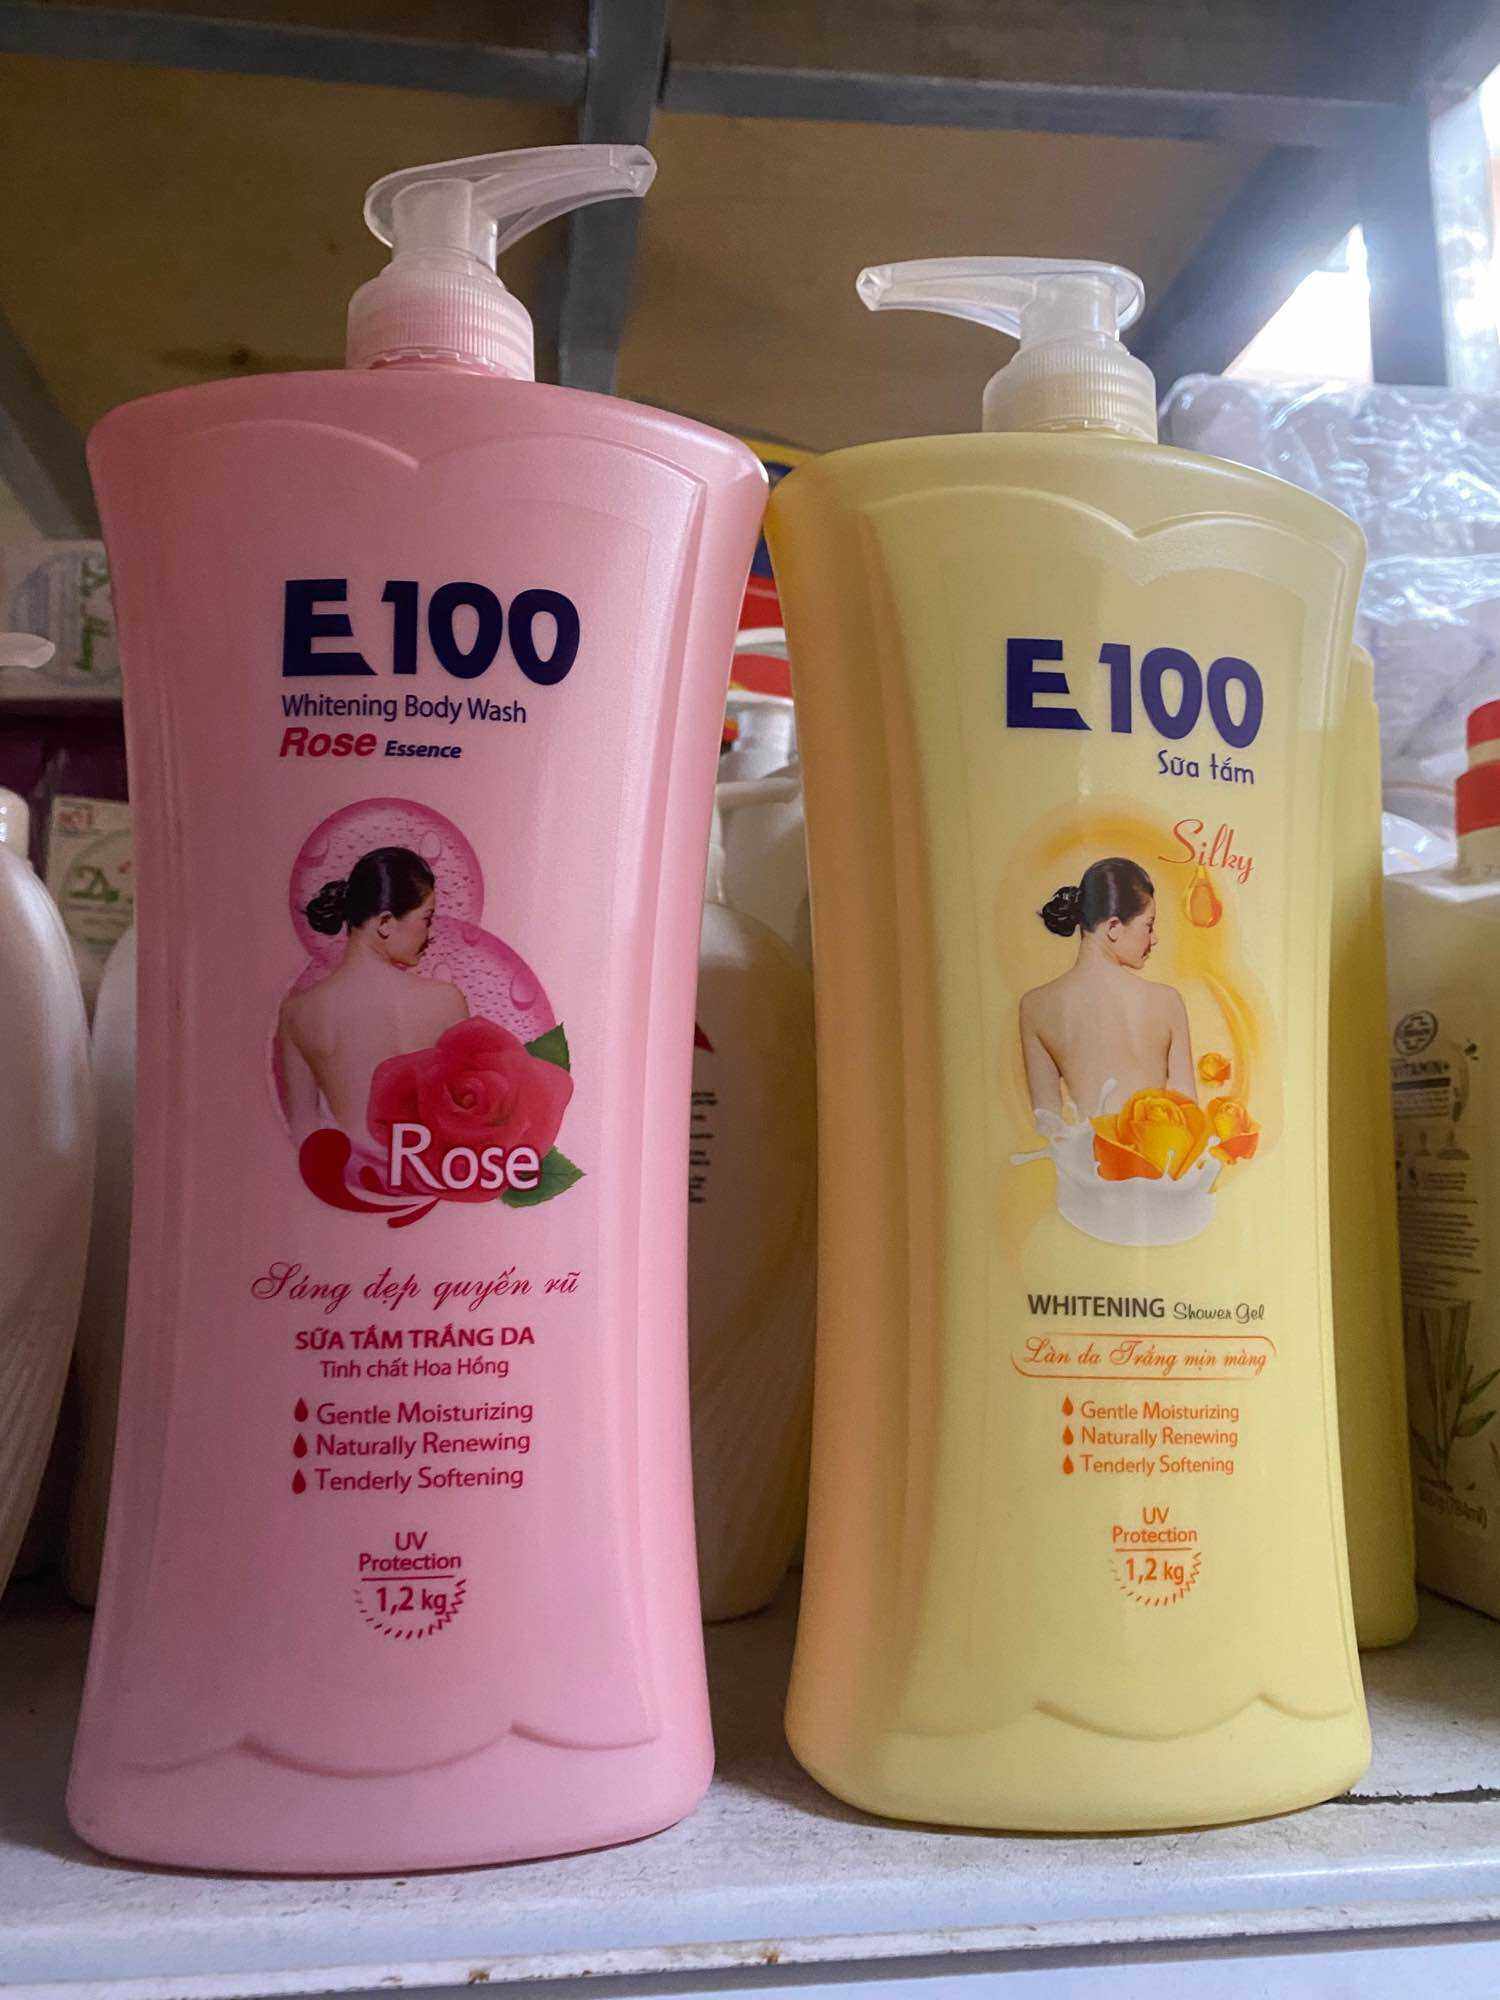 E100
Whitening Body Wash
Rose Essence
Rose
Sáng đẹp quyến rũ
SỮA TẮM TRẮNG DA
Tinh chất Hoa Hồng
Gentle Moisturizing
Naturally Renewing
Tenderly Softening
UV
Protection
1,2 kg
E100
Sữa tắm
Silky
WHITENING Shower Gel
Làn da Trắng mịn màng
Gentle Moisturizing
Naturally Renewing
Tenderly Softening
UV
Protection
1,2 kg
VITAMIN+